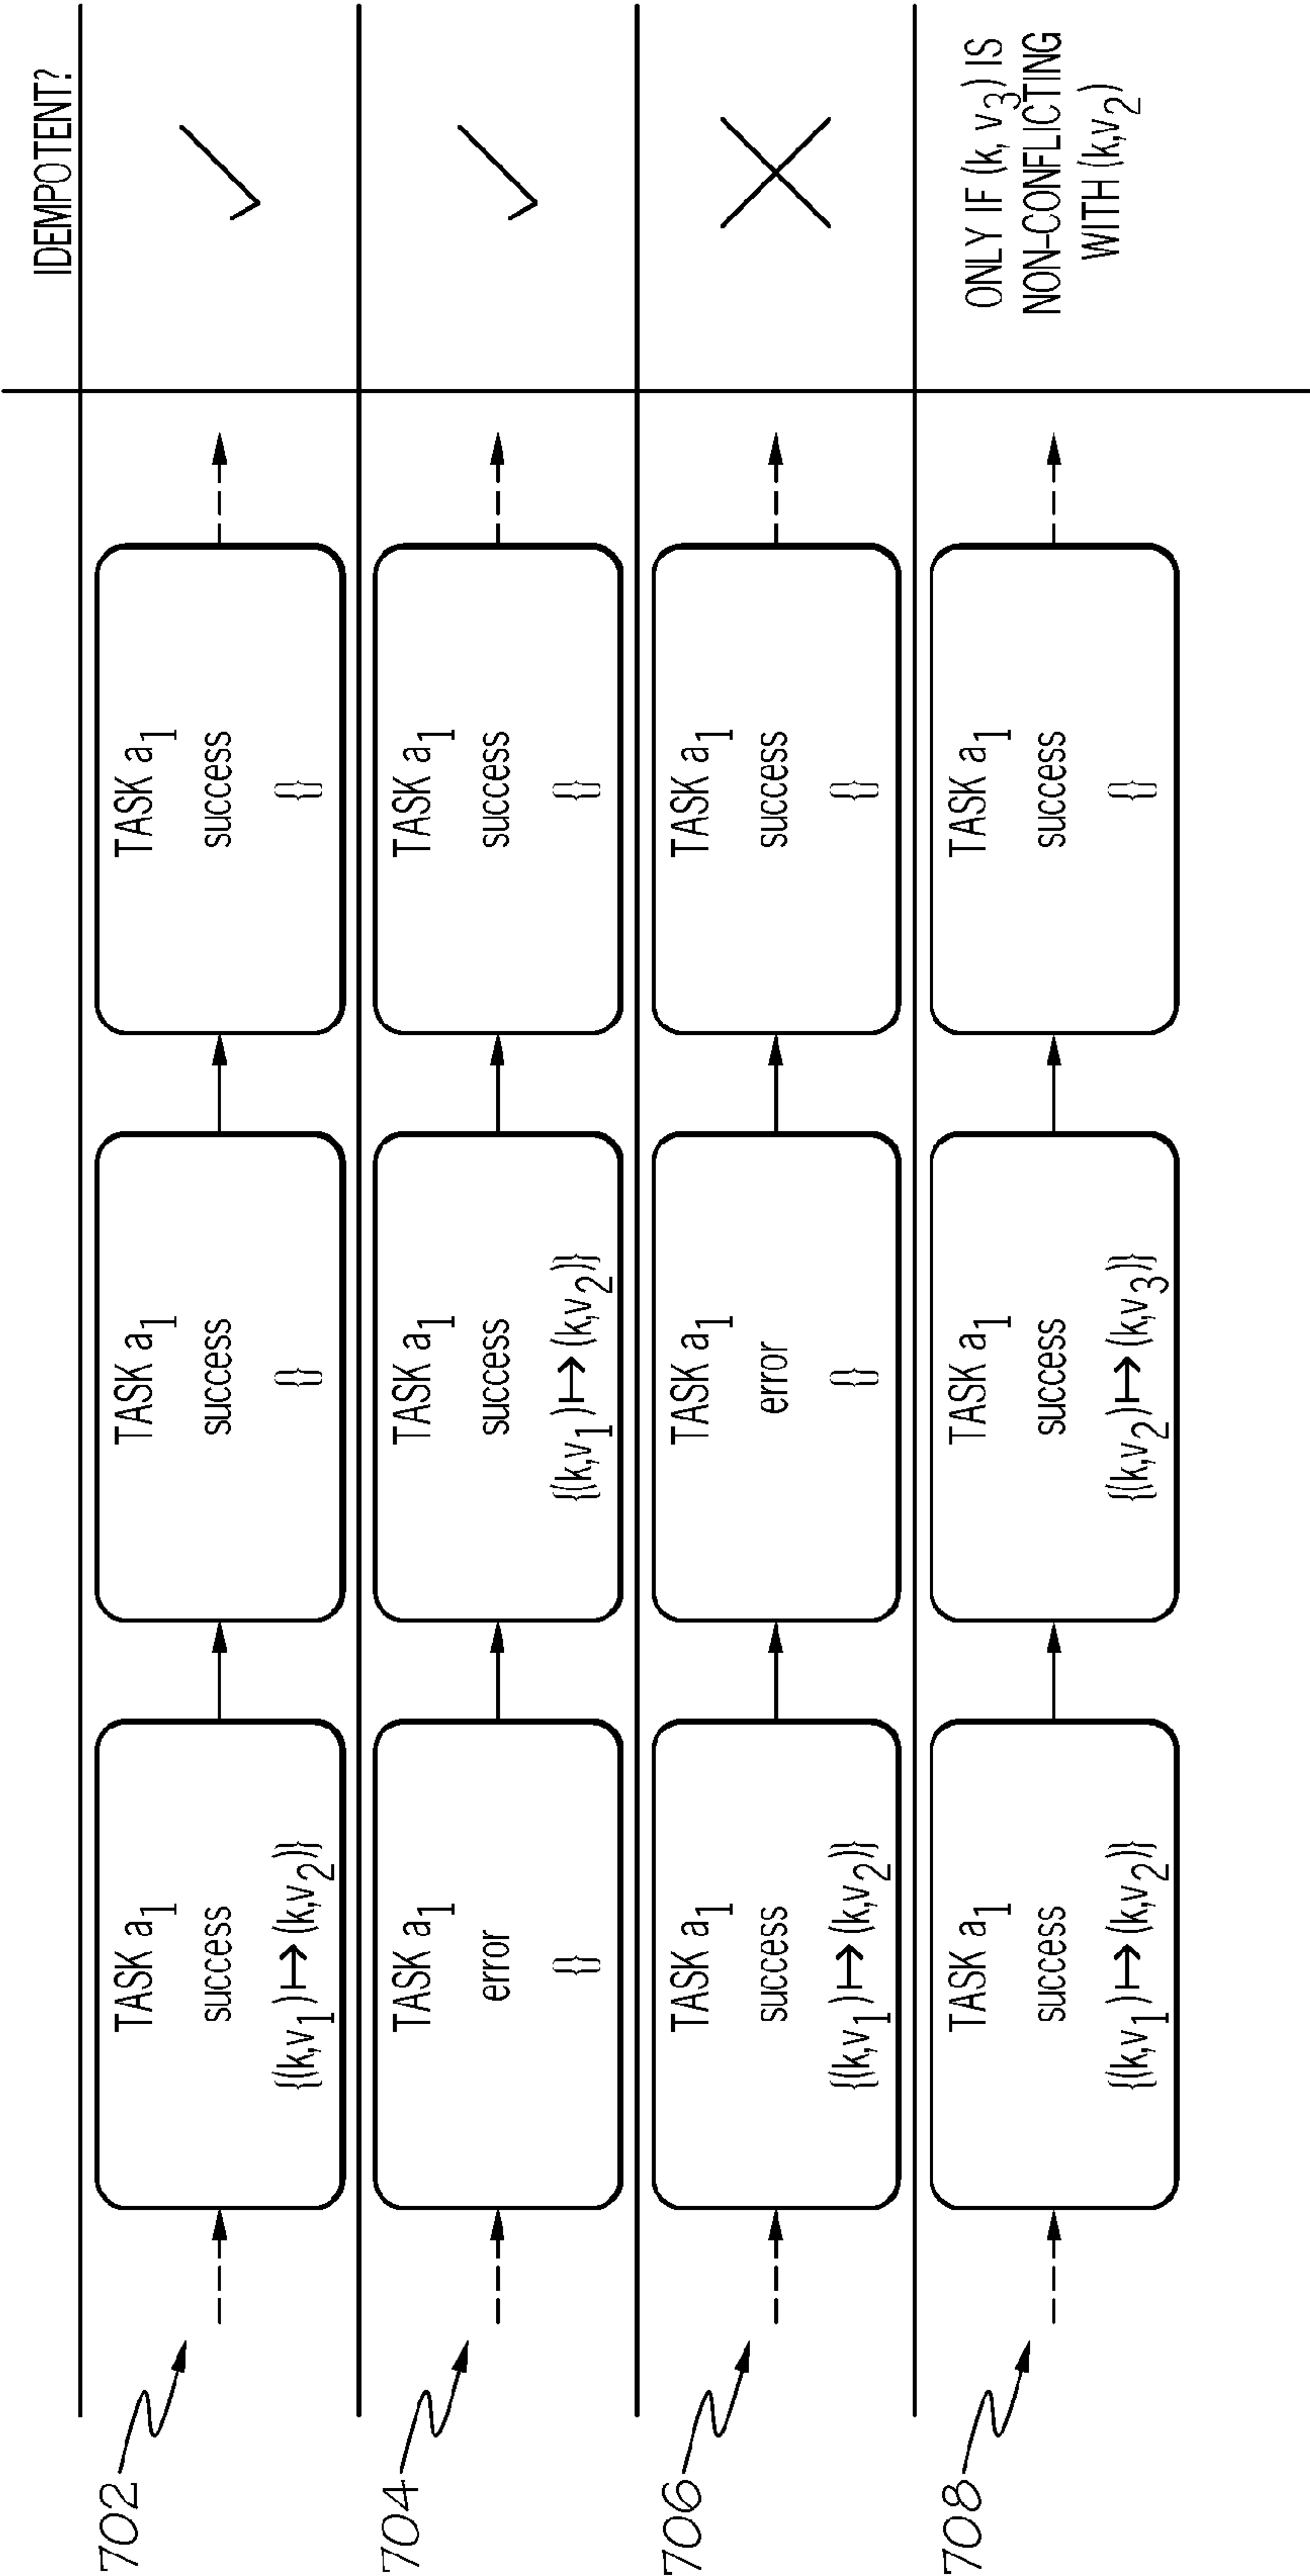 IDEMPOTENT?
702
TASK a1
success
{(k,v1)↦(k,v2)}
TASK a1
success
{}
TASK a1
success
{}
704
TASK a1
error
{}
TASK a1
success
{(k,v1)↦(k,v2)}
TASK a1
success
{}
706
TASK a1
success
{(k,v1)↦(k,v2)}
TASK a1
error
{}
TASK a1
success
{}
708
TASK a1
success
{(k,v1)↦(k,v2)}
TASK a1
success
{(k,v2)↦(k,v3)}
TASK a1
success
{}
ONLY IF (k, v3) IS
NON-CONFLICTING
WITH (k,v2)